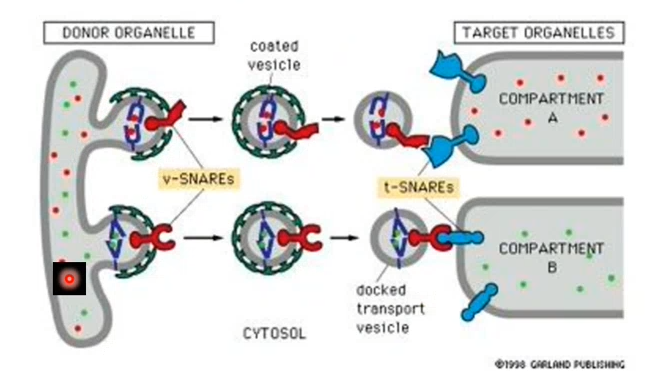 DONOR ORGANELLE
TARGET ORGANELLES
coated
vesicle
COMPARTMENT
A
v-SNAREs
t-SNAREs
COMPARTMENT
B
docked
transport
vesicle
CYTOSOL
©1998 GARLAND PUBLISHING